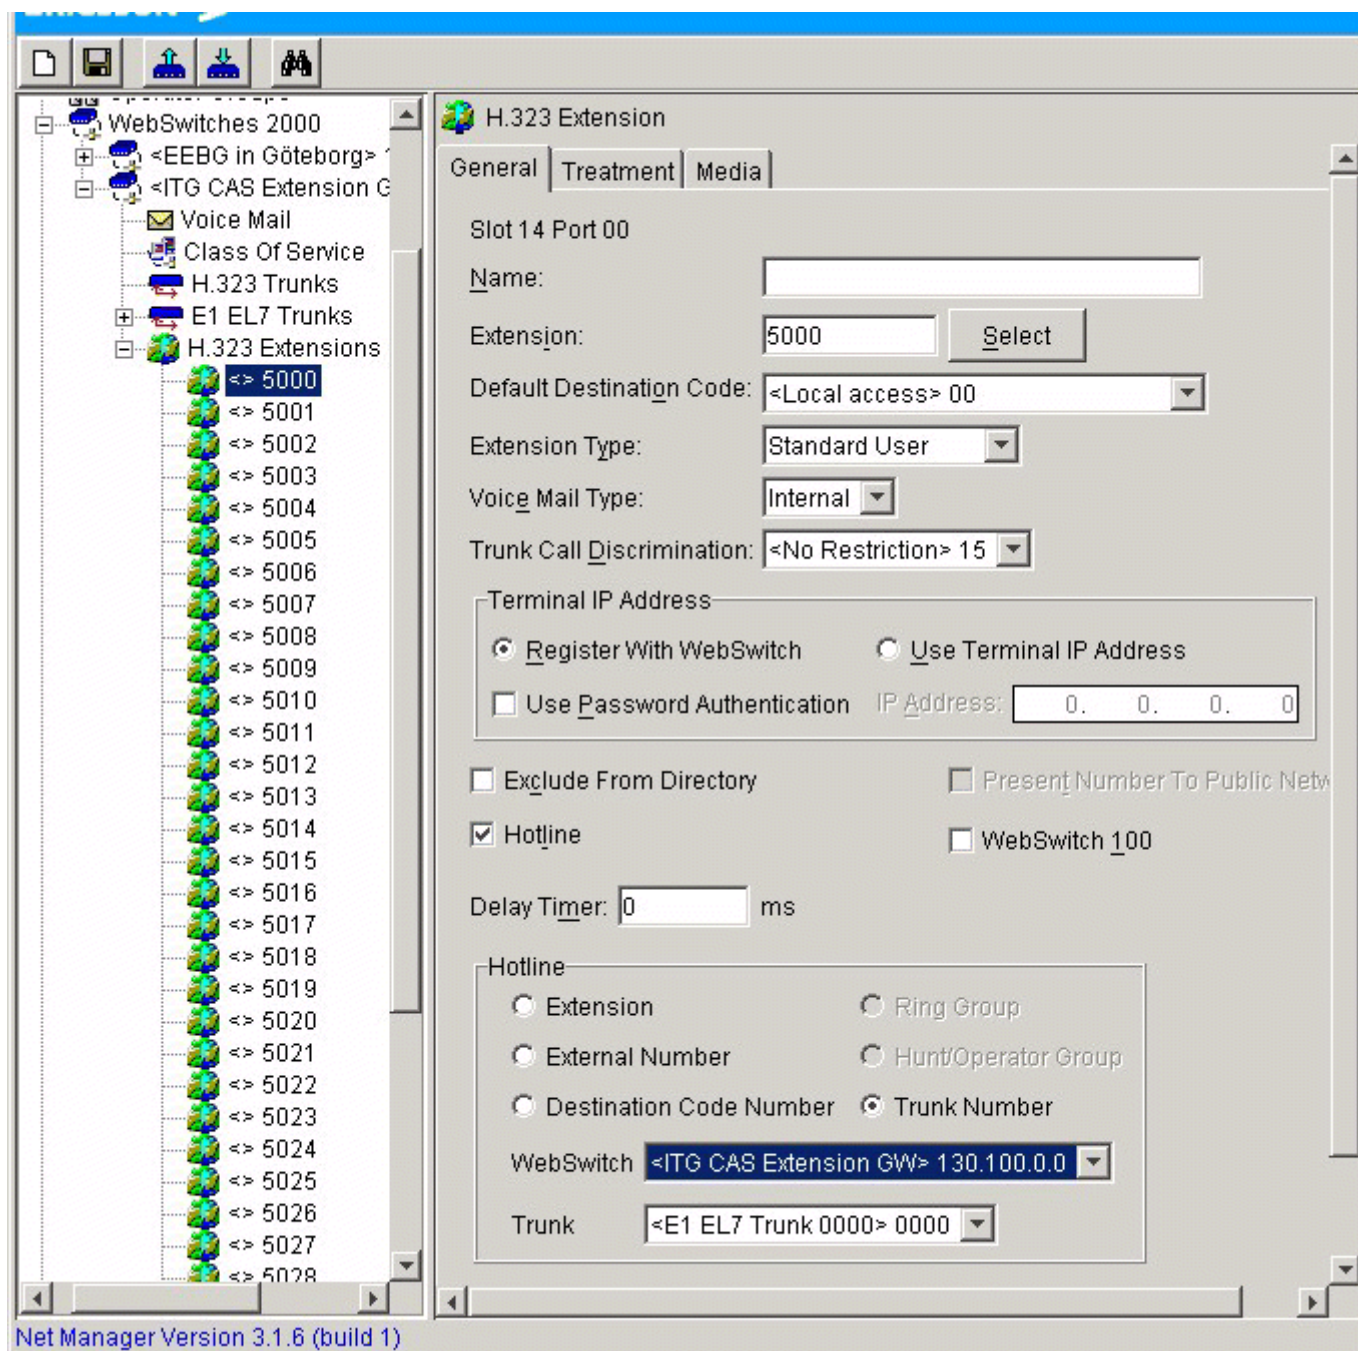 WebSwitches 2000
<EEBG in Göteborg>
<ITG CAS Extension G
Voice Mail
Class Of Service
H.323 Trunks
E1 EL7 Trunks
H.323 Extensions
<> 5000
<> 5001
<> 5002
<> 5003
<> 5004
<> 5005
<> 5006
<> 5007
<> 5008
<> 5009
<> 5010
<> 5011
<> 5012
<> 5013
<> 5014
<> 5015
<> 5016
<> 5017
<> 5018
<> 5019
<> 5020
<> 5021
<> 5022
<> 5023
<> 5024
<> 5025
<> 5026
<> 5027
<> 5028
H.323 Extension
General Treatment Media
Slot 14 Port 00
Name:
Extension: 5000 Select
Default Destination Code: <Local access> 00
Extension Type: Standard User
Voice Mail Type: Internal
Trunk Call Discrimination: <No Restriction> 15
Terminal IP Address
Register With WebSwitch Use Terminal IP Address
Use Password Authentication IP Address: 0. 0. 0. 0
Exclude From Directory Present Number To Public Netw
Hotline WebSwitch 100
Delay Timer: 0 ms
Hotline
Extension Ring Group
External Number Hunt/Operator Group
Destination Code Number Trunk Number
WebSwitch <ITG CAS Extension GW> 130.100.0.0
Trunk <E1 EL7 Trunk 0000> 0000
Net Manager Version 3.1.6 (build 1)